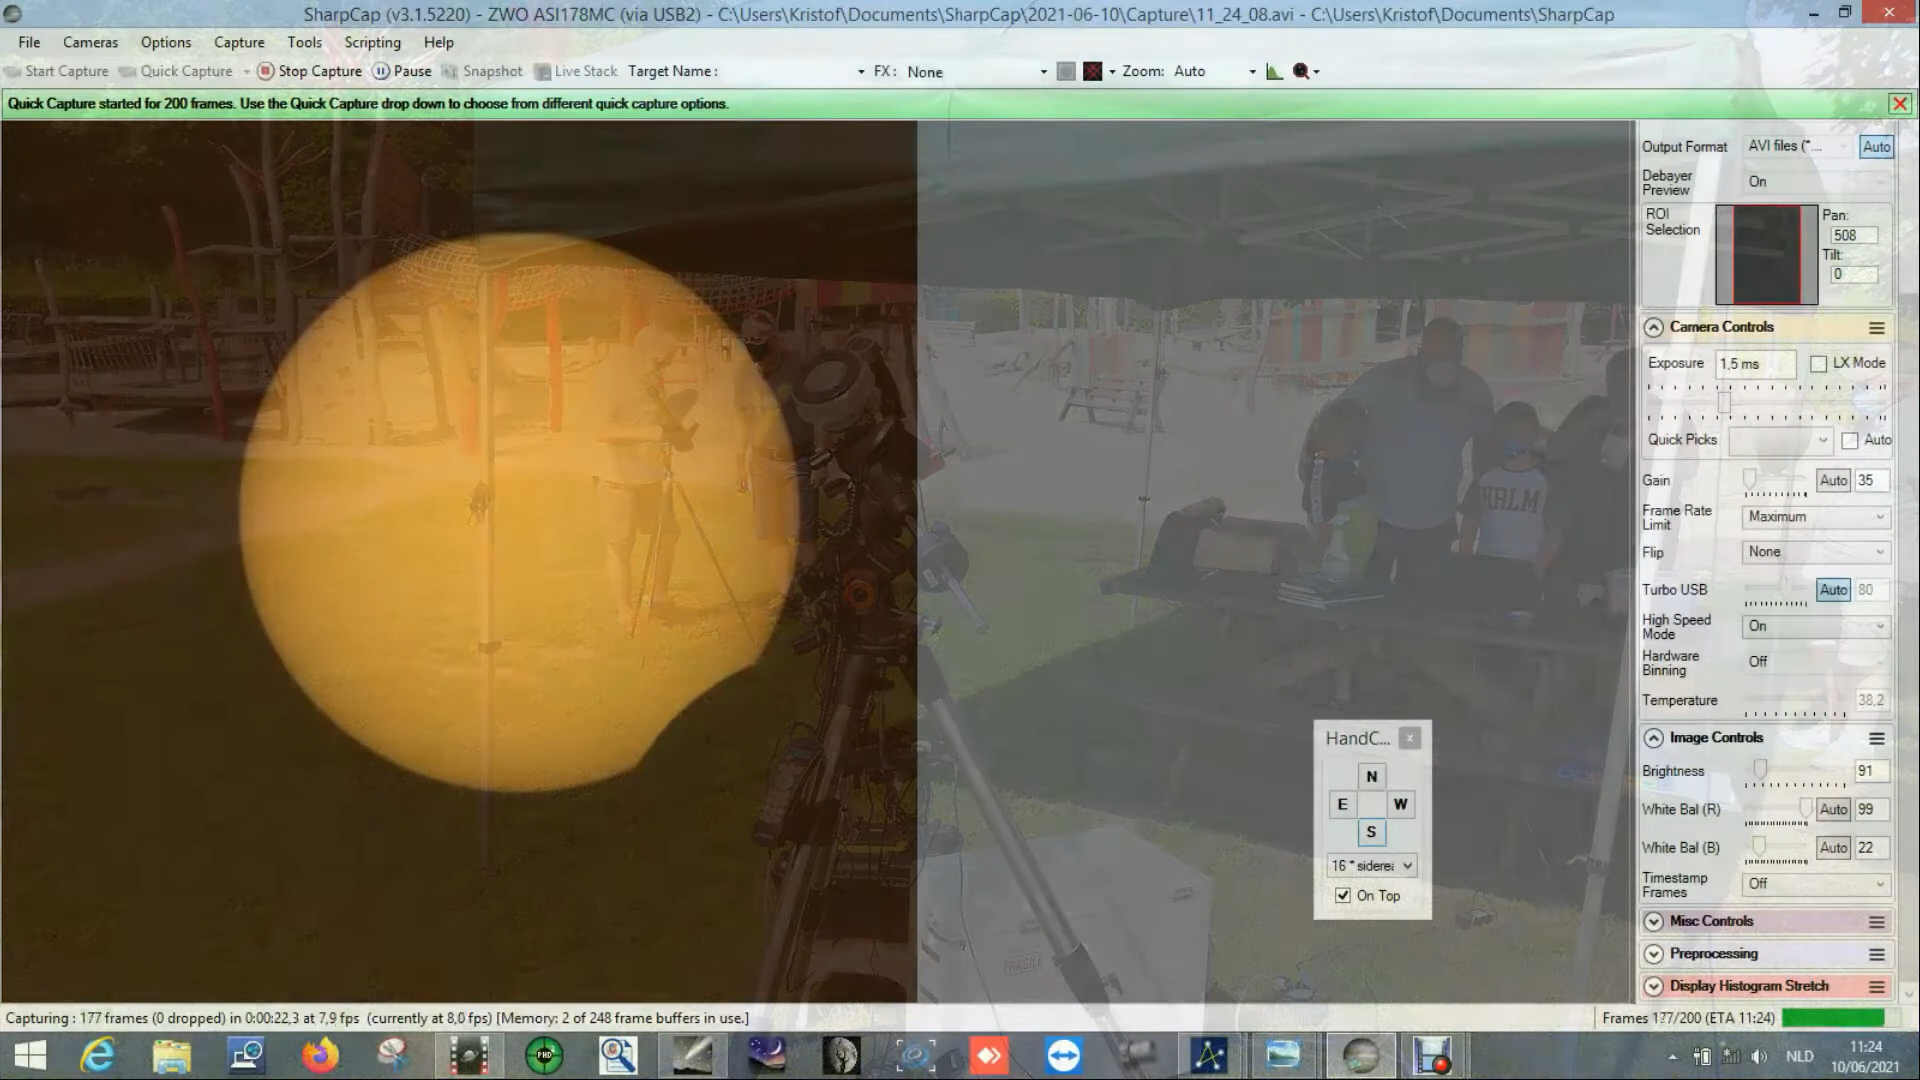 SharpCap (v3.1.5220) - ZWO ASI178MC (via USB2) - C:\Users\Kristof\Documents\SharpCap\2021-06-10\Capture\11_24_08.avi - C:\Users\Kristof\Documents\SharpCap
File Cameras Options Capture Tools Scripting Help
Start Capture Quick Capture Stop Capture Pause Snapshot Live Stack Target Name : FX : None Zoom: Auto
Quick Capture started for 200 frames. Use the Quick Capture drop down to choose from different quick capture options.
Output Format AVI files (*... Auto
Debayer Preview On
ROI Selection
Pan:
508
Tilt:
0
Camera Controls
Exposure 1,5 ms LX Mode
Quick Picks Auto
Gain Auto 35
Frame Rate Limit Maximum
Flip None
Turbo USB Auto 80
High Speed Mode On
Hardware Binning Off
Temperature 38,2
Image Controls
Brightness 91
White Bal (R) Auto 99
White Bal (B) Auto 22
Timestamp Frames Off
Misc Controls
Preprocessing
Display Histogram Stretch
HandC...
N
E W
S
16 * siderea
On Top
KRLM
FRAGILE
Capturing : 177 frames (0 dropped) in 0:00:22,3 at 7,9 fps (currently at 8,0 fps) [Memory: 2 of 248 frame buffers in use.]
Frames 177/200 (ETA 11:24)
PHD
NLD
11:24
10/06/2021